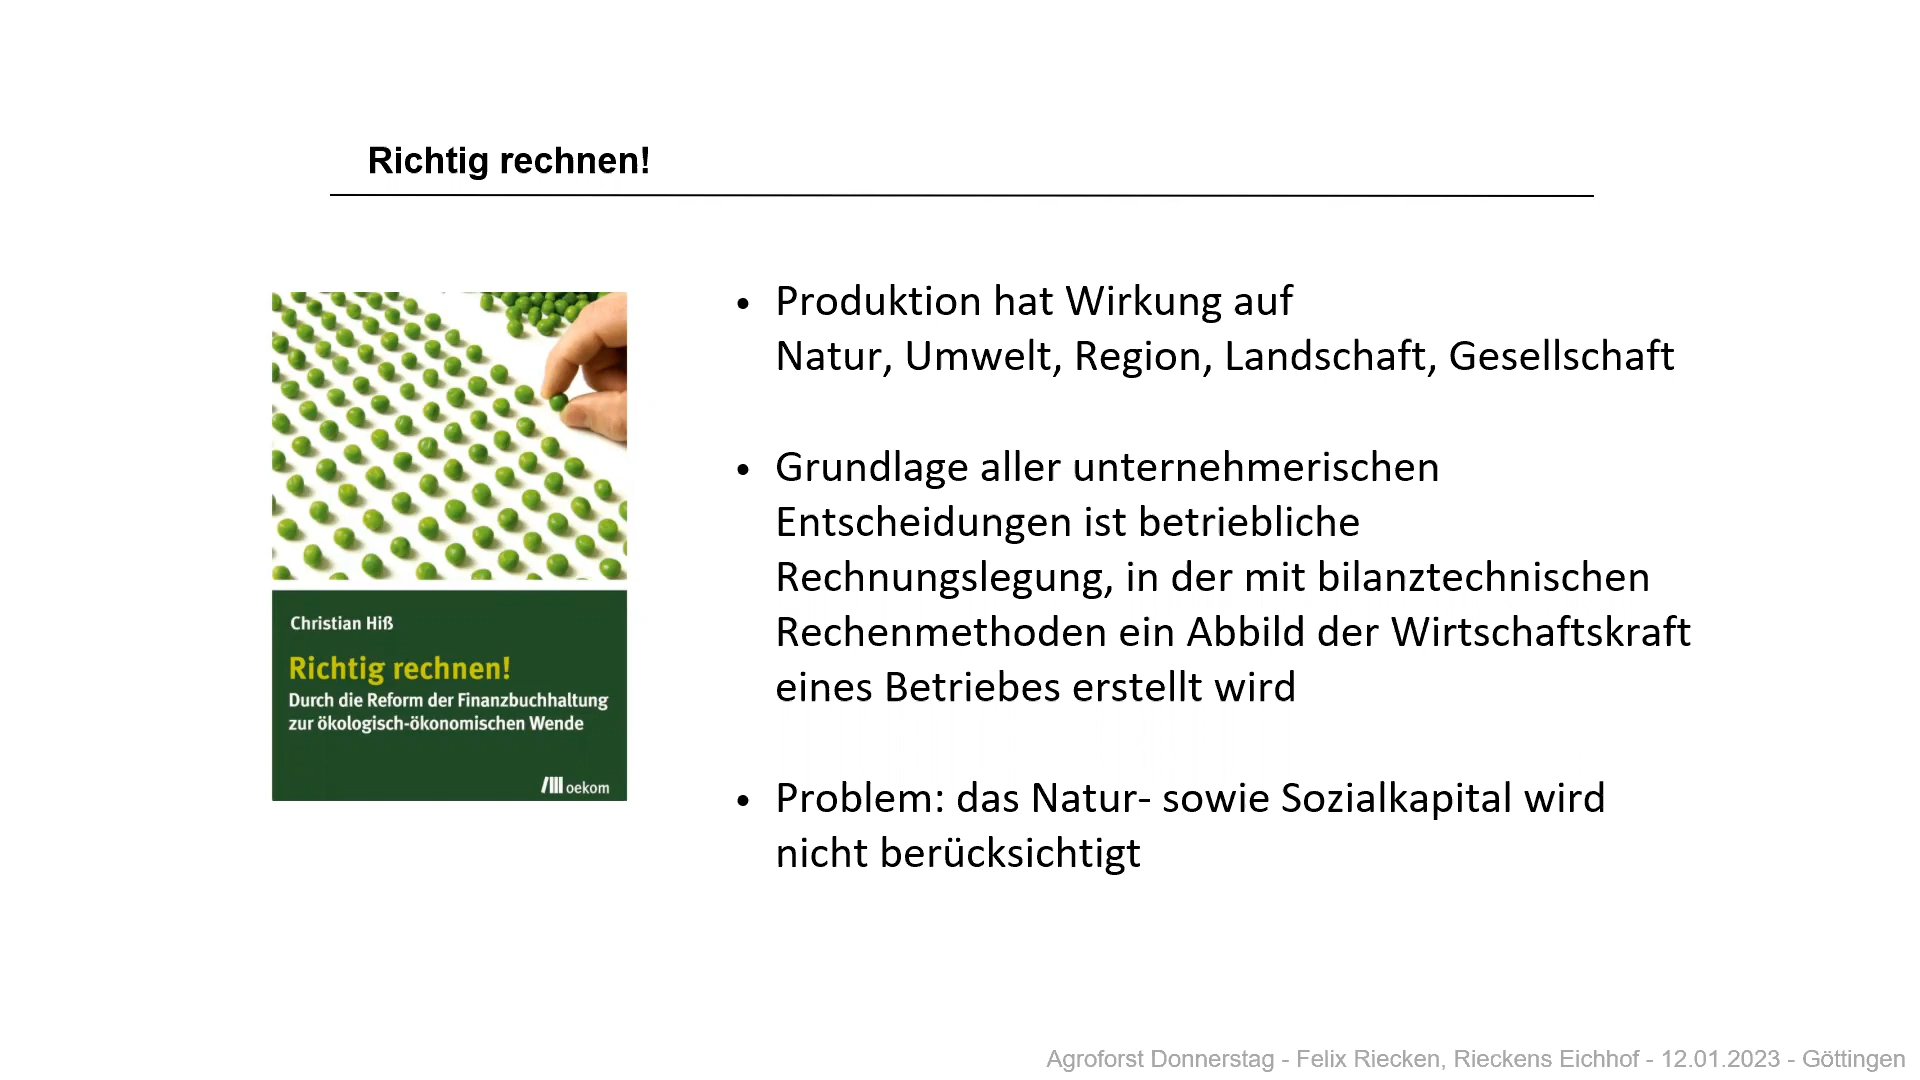 Richtig rechnen!
Christian Hiß
Richtig rechnen!
Durch die Reform der Finanzbuchhaltung
zur ökologisch-ökonomischen Wende
oekom
• Produktion hat Wirkung auf
Natur, Umwelt, Region, Landschaft, Gesellschaft
• Grundlage aller unternehmerischen
Entscheidungen ist betriebliche
Rechnungslegung, in der mit bilanztechnischen
Rechenmethoden ein Abbild der Wirtschaftskraft
eines Betriebes erstellt wird
• Problem: das Natur- sowie Sozialkapital wird
nicht berücksichtigt
Agroforst Donnerstag - Felix Riecken, Rieckens Eichhof - 12.01.2023 - Göttingen